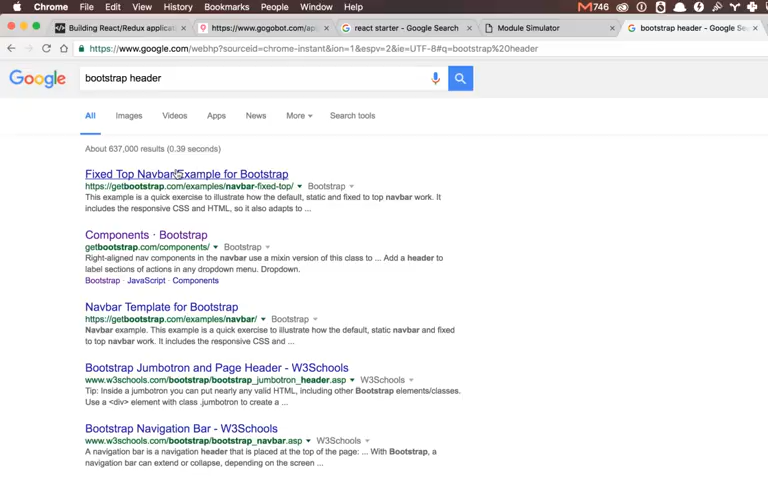 Chrome File Edit View History Bookmarks People Window Help 746
Building React/Redux applicat
https://www.gogobot.com/ap
react starter - Google Search
Module Simulator
bootstrap header - Google Se
https://www.google.com/webhp?sourceid=chrome-instant&ion=1&espv=2&ie=UTF-8#q=bootstrap%20header
Google
bootstrap header
All Images Videos Apps News More Search tools
About 637,000 results (0.39 seconds)
Fixed Top Navbar Example for Bootstrap
https://getbootstrap.com/examples/navbar-fixed-top/ Bootstrap
This example is a quick exercise to illustrate how the default, static and fixed to top navbar work. It
includes the responsive CSS and HTML, so it also adapts to ...
Components · Bootstrap
getbootstrap.com/components/ Bootstrap
Right-aligned nav components in the navbar use a mixin version of this class to ... Add a header to
label sections of actions in any dropdown menu. Dropdown.
Bootstrap · JavaScript · Components
Navbar Template for Bootstrap
https://getbootstrap.com/examples/navbar/ Bootstrap
Navbar example. This example is a quick exercise to illustrate how the default, static navbar and fixed
to top navbar work. It includes the responsive CSS and ...
Bootstrap Jumbotron and Page Header - W3Schools
www.w3schools.com/bootstrap/bootstrap_jumbotron_header.asp W3Schools
Tip: Inside a jumbotron you can put nearly any valid HTML, including other Bootstrap elements/classes.
Use a <div> element with class .jumbotron to create a ...
Bootstrap Navigation Bar - W3Schools
www.w3schools.com/bootstrap/bootstrap_navbar.asp W3Schools
A navigation bar is a navigation header that is placed at the top of the page: ... With Bootstrap, a
navigation bar can extend or collapse, depending on the screen ...